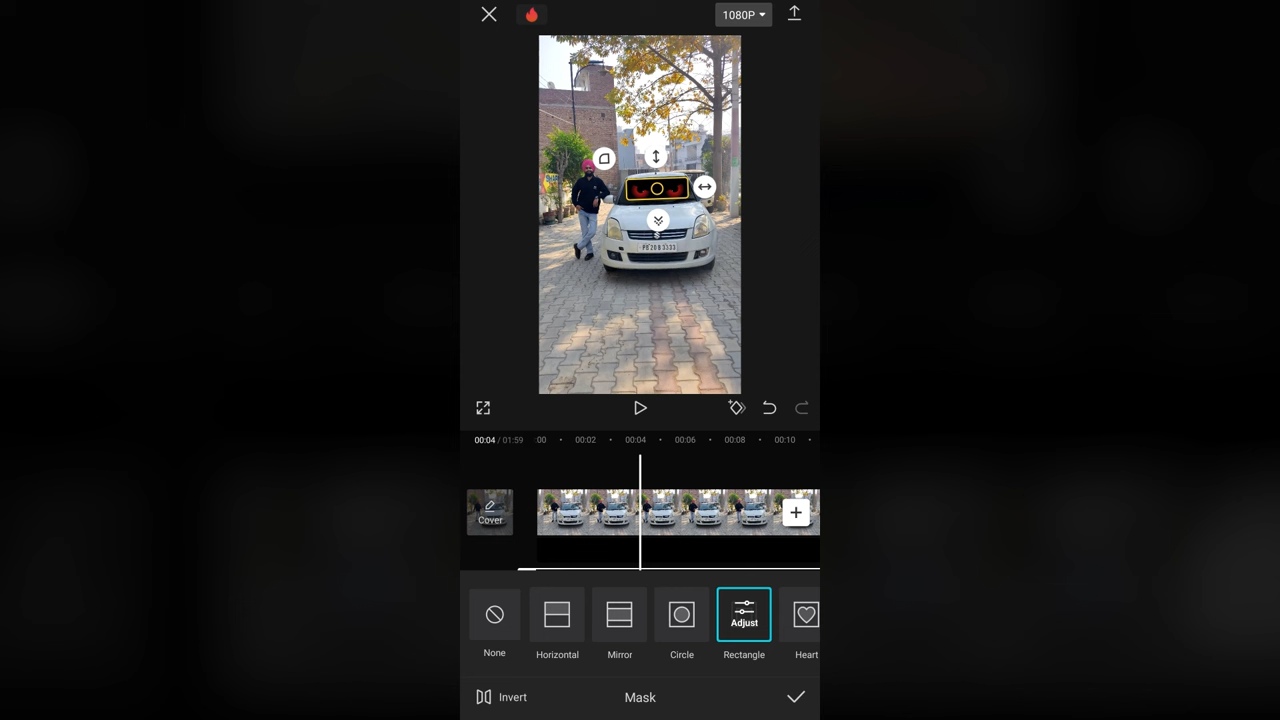 1080P
PB20B3333
00:04 / 01:59 :00 00:02 00:04 00:06 00:08 00:10
Cover
Adjust
None Horizontal Mirror Circle Rectangle Heart
Invert Mask